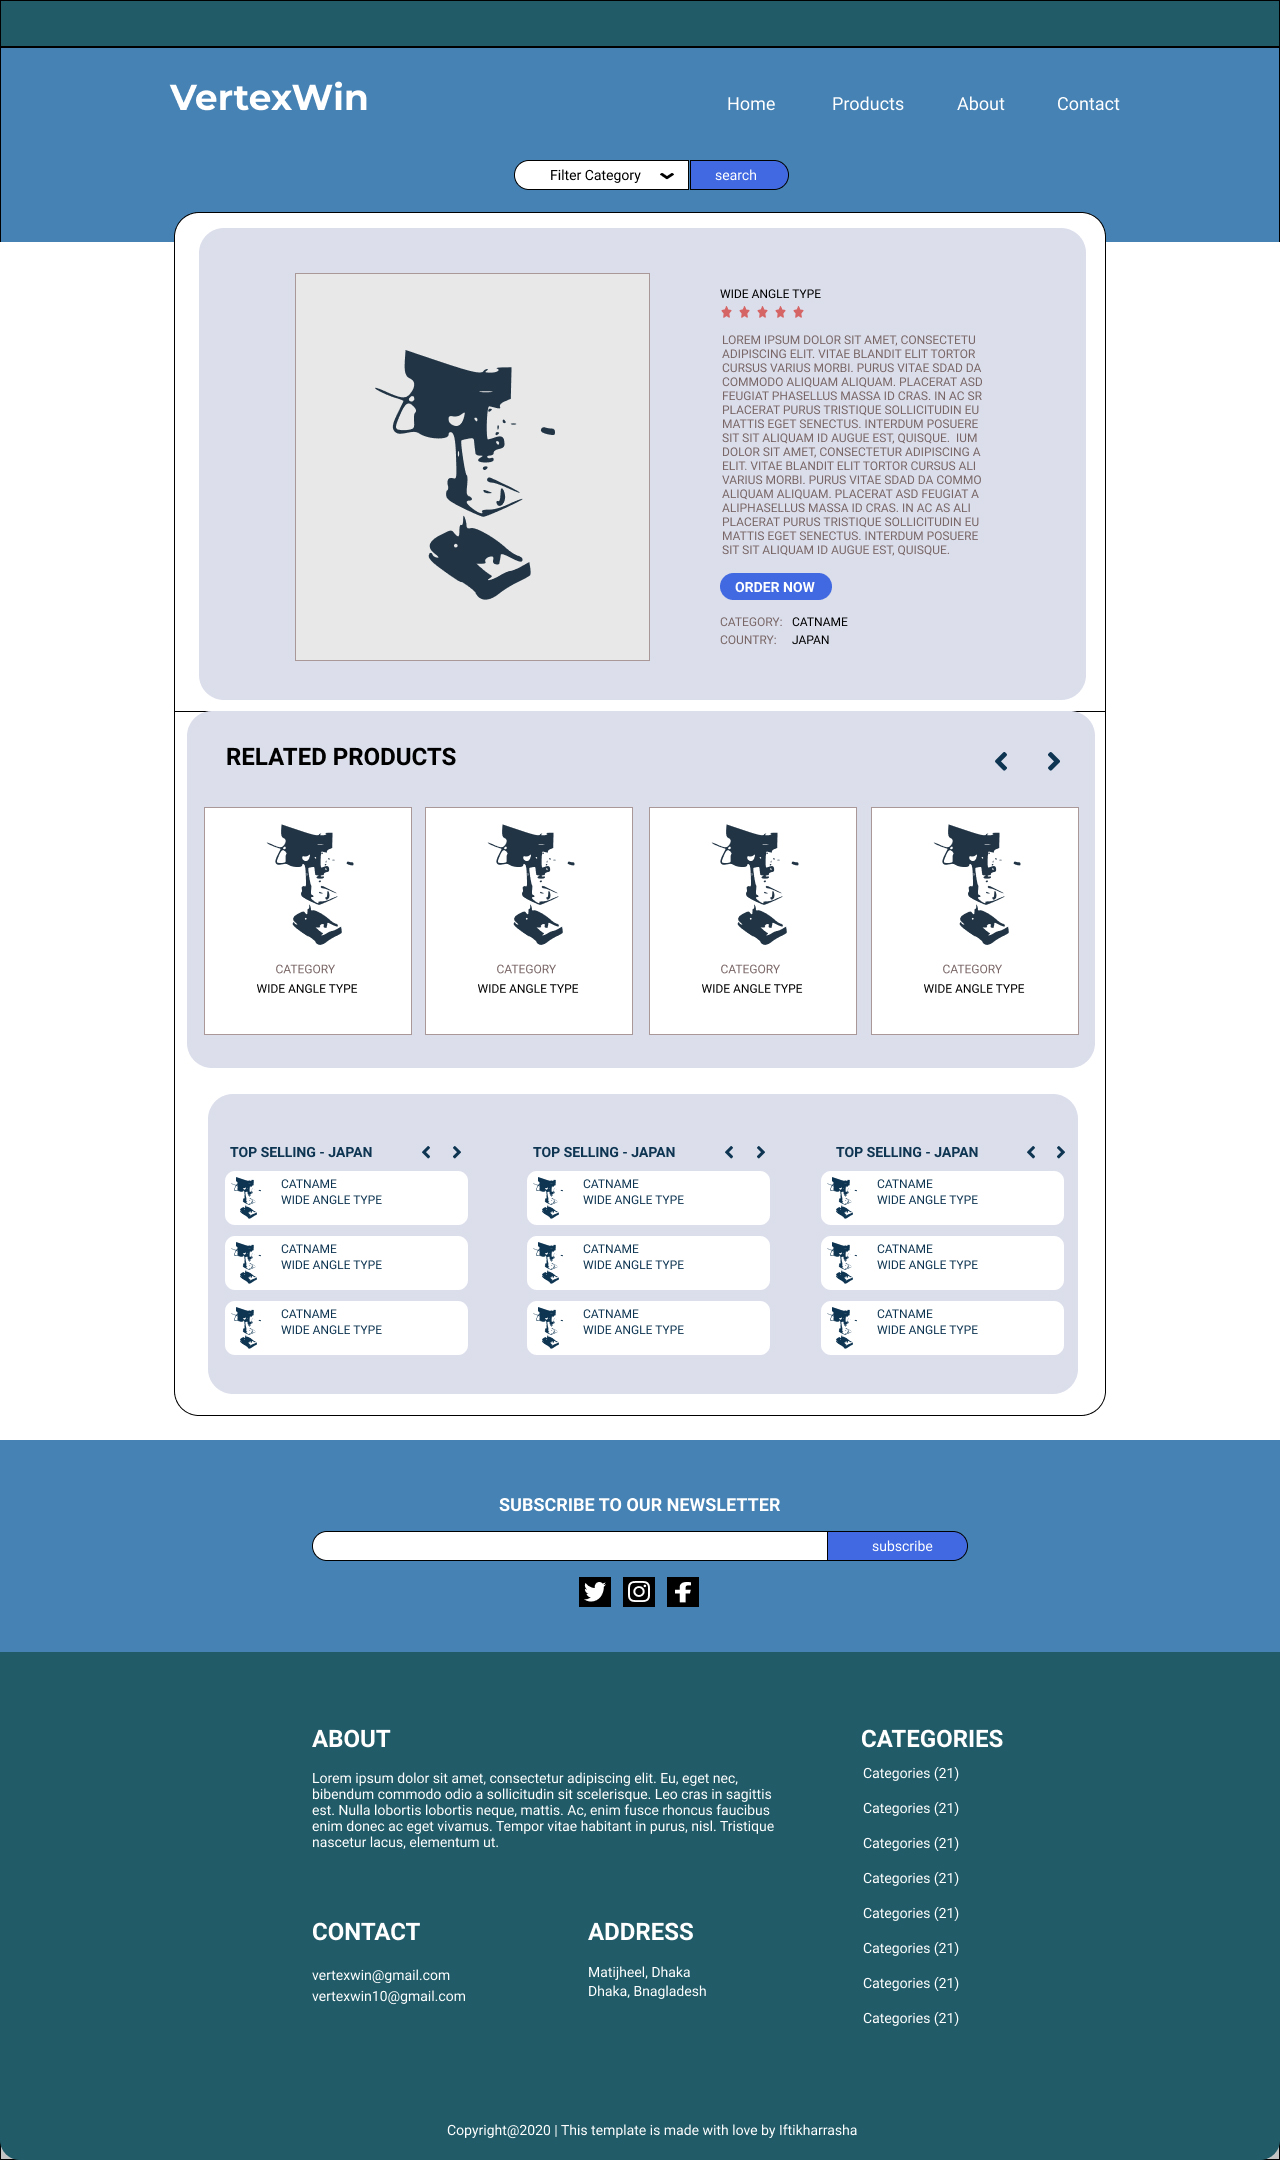 VertexWin
Home
Products
About
Contact
Filter Category
search
WIDE ANGLE TYPE
LOREM IPSUM DOLOR SIT AMET, CONSECTETU
ADIPISCING ELIT. VITAE BLANDIT ELIT TORTOR
CURSUS VARIUS MORBI. PURUS VITAE SDAD DA
COMMODO ALIQUAM ALIQUAM. PLACERAT ASD
FEUGIAT PHASELLUS MASSA ID CRAS. IN AC SR
PLACERAT PURUS TRISTIQUE SOLLICITUDIN EU
MATTIS EGET SENECTUS. INTERDUM POSUERE
SIT SIT ALIQUAM ID AUGUE EST, QUISQUE.  IUM
DOLOR SIT AMET, CONSECTETUR ADIPISCING A
ELIT. VITAE BLANDIT ELIT TORTOR CURSUS ALI
VARIUS MORBI. PURUS VITAE SDAD DA COMMO
ALIQUAM ALIQUAM. PLACERAT ASD FEUGIAT A
ALIPHASELLUS MASSA ID CRAS. IN AC AS ALI
PLACERAT PURUS TRISTIQUE SOLLICITUDIN EU
MATTIS EGET SENECTUS. INTERDUM POSUERE
SIT SIT ALIQUAM ID AUGUE EST, QUISQUE.
ORDER NOW
CATEGORY: CATNAME
COUNTRY: JAPAN
RELATED PRODUCTS
CATEGORY
WIDE ANGLE TYPE
CATEGORY
WIDE ANGLE TYPE
CATEGORY
WIDE ANGLE TYPE
CATEGORY
WIDE ANGLE TYPE
TOP SELLING - JAPAN
CATNAME
WIDE ANGLE TYPE
CATNAME
WIDE ANGLE TYPE
CATNAME
WIDE ANGLE TYPE
TOP SELLING - JAPAN
CATNAME
WIDE ANGLE TYPE
CATNAME
WIDE ANGLE TYPE
CATNAME
WIDE ANGLE TYPE
TOP SELLING - JAPAN
CATNAME
WIDE ANGLE TYPE
CATNAME
WIDE ANGLE TYPE
CATNAME
WIDE ANGLE TYPE
SUBSCRIBE TO OUR NEWSLETTER
subscribe
ABOUT
Lorem ipsum dolor sit amet, consectetur adipiscing elit. Eu, eget nec,
bibendum commodo odio a sollicitudin sit scelerisque. Leo cras in sagittis
est. Nulla lobortis lobortis neque, mattis. Ac, enim fusce rhoncus faucibus
enim donec ac eget vivamus. Tempor vitae habitant in purus, nisl. Tristique
nascetur lacus, elementum ut.
CONTACT
vertexwin@gmail.com
vertexwin10@gmail.com
ADDRESS
Matijheel, Dhaka
Dhaka, Bnagladesh
CATEGORIES
Categories (21)
Categories (21)
Categories (21)
Categories (21)
Categories (21)
Categories (21)
Categories (21)
Categories (21)
Copyright@2020 | This template is made with love by Iftikharrasha